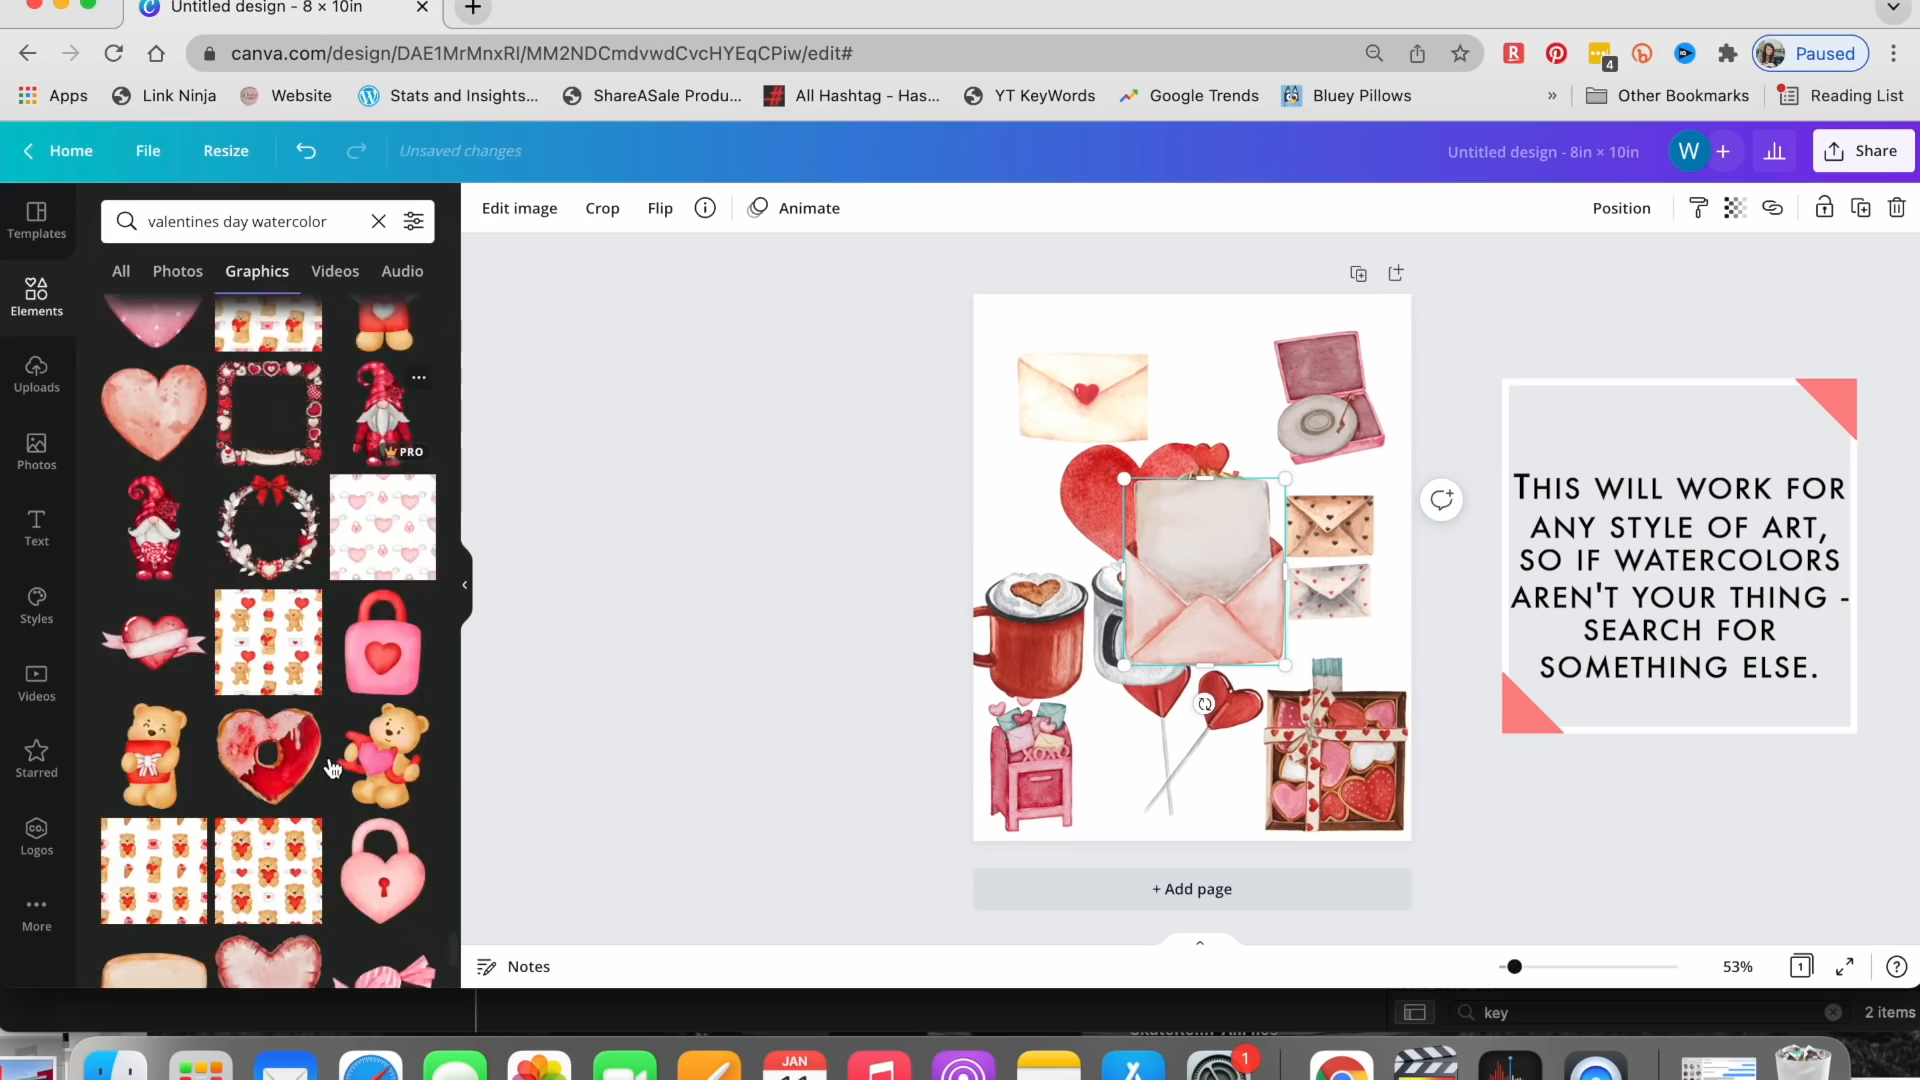 Untitled design - 8 × 10in
canva.com/design/DAE1MrMnxRI/MM2NDCmdvwdCvcHYEqCPiw/edit#
4
Paused
Apps
Link Ninja
Website
Stats and Insights...
ShareASale Produ...
All Hashtag - Has...
YT KeyWords
Google Trends
Bluey Pillows
»
Other Bookmarks
Reading List
Home
File
Resize
Unsaved changes
Untitled design - 8in × 10in
W
+
Share
Templates
Elements
Uploads
Photos
Text
Styles
Videos
Starred
Logos
More
valentines day watercolor
All
Photos
Graphics
Videos
Audio
PRO
Edit image
Crop
Flip
Animate
Position
XOXO
THIS WILL WORK FOR
ANY STYLE OF ART,
SO IF WATERCOLORS
AREN'T YOUR THING -
SEARCH FOR
SOMETHING ELSE.
+ Add page
Notes
53%
1
key
2 items
JAN
1